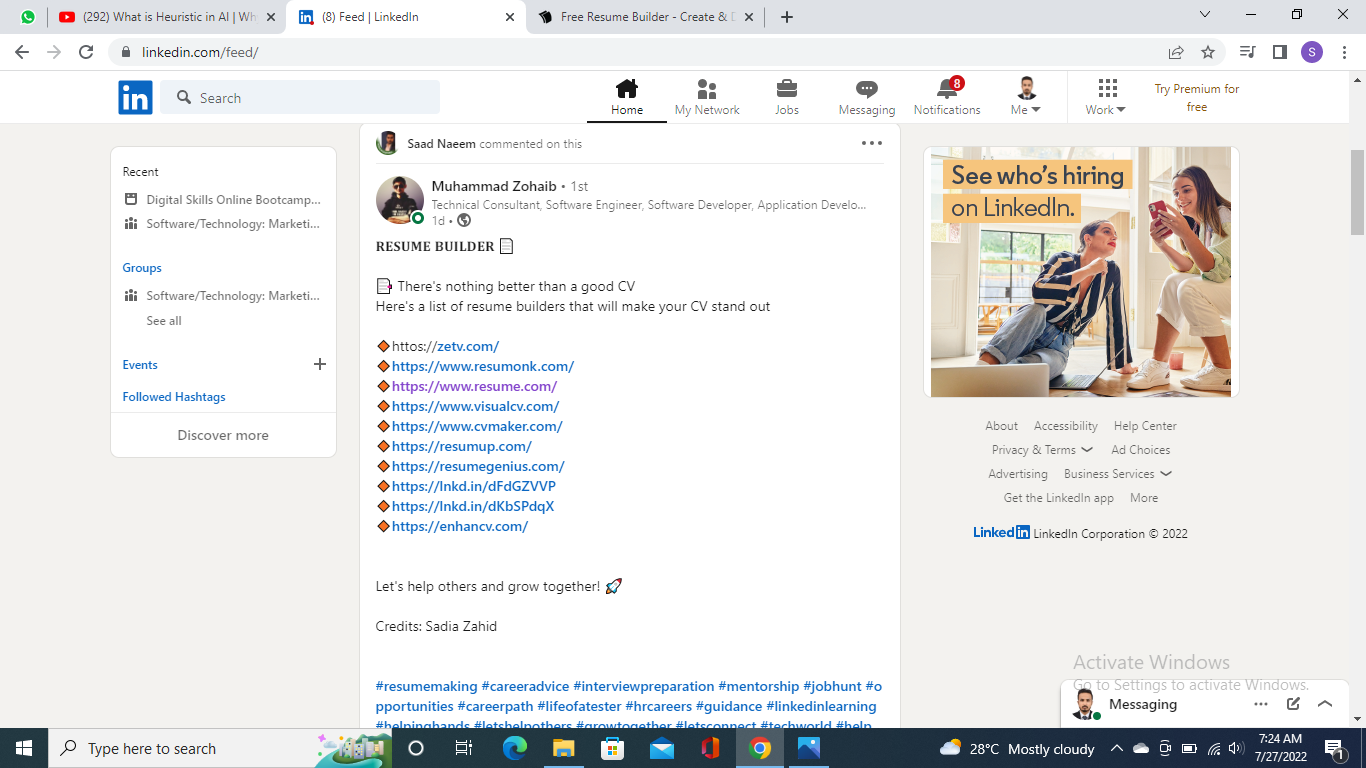 (292) What is Heuristic in AI | Wh
(8) Feed | LinkedIn
Free Resume Builder - Create & D
linkedin.com/feed/
S
in
Search
Home
My Network
Jobs
Messaging
8
Notifications
Me
Work
Try Premium for
free
Recent
Digital Skills Online Bootcamp...
Software/Technology: Marketi...
Groups
Software/Technology: Marketi...
See all
Events
Followed Hashtags
Discover more
Saad Naeem commented on this
Muhammad Zohaib • 1st
Technical Consultant, Software Engineer, Software Developer, Application Develo...
1d •
RESUME BUILDER
There's nothing better than a good CV
Here's a list of resume builders that will make your CV stand out
httos://zetv.com/
https://www.resumonk.com/
https://www.resume.com/
https://www.visualcv.com/
https://www.cvmaker.com/
https://resumup.com/
https://resumegenius.com/
https://lnkd.in/dFdGZVVP
https://lnkd.in/dKbSPdqX
https://enhancv.com/
Let's help others and grow together!
Credits: Sadia Zahid
#resumemaking #careeradvice #interviewpreparation #mentorship #jobhunt #o
pportunities #careerpath #lifeofatester #hrcareers #guidance #linkedinlearning
#helpinghands #letshelpothers #growtogether #letsconnect #techworld #help
See who's hiring
on LinkedIn.
About Accessibility Help Center
Privacy & Terms Ad Choices
Advertising Business Services
Get the LinkedIn app More
Linkedin LinkedIn Corporation © 2022
Activate Windows
Go to Settings to activate Windows.
Messaging
Type here to search
28°C Mostly cloudy
7:24 AM
7/27/2022
1